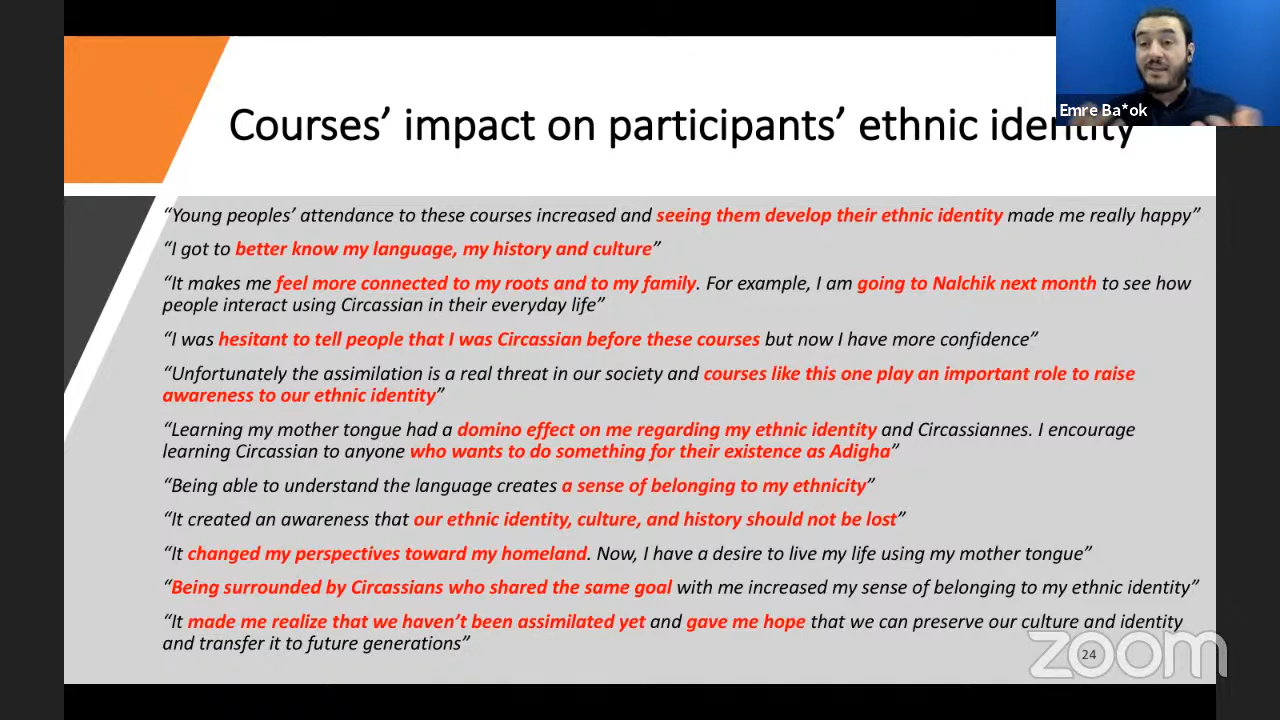 Courses’ impact on participants’ ethnic identity
Emre Ba*ok
“Young peoples’ attendance to these courses increased and seeing them develop their ethnic identity made me really happy”
“I got to better know my language, my history and culture”
“It makes me feel more connected to my roots and to my family. For example, I am going to Nalchik next month to see how
people interact using Circassian in their everyday life”
“I was hesitant to tell people that I was Circassian before these courses but now I have more confidence”
“Unfortunately the assimilation is a real threat in our society and courses like this one play an important role to raise
awareness to our ethnic identity”
“Learning my mother tongue had a domino effect on me regarding my ethnic identity and Circassiannes. I encourage
learning Circassian to anyone who wants to do something for their existence as Adigha”
“Being able to understand the language creates a sense of belonging to my ethnicity”
“It created an awareness that our ethnic identity, culture, and history should not be lost”
“It changed my perspectives toward my homeland. Now, I have a desire to live my life using my mother tongue”
“Being surrounded by Circassians who shared the same goal with me increased my sense of belonging to my ethnic identity”
“It made me realize that we haven’t been assimilated yet and gave me hope that we can preserve our culture and identity
and transfer it to future generations”
24
zoom